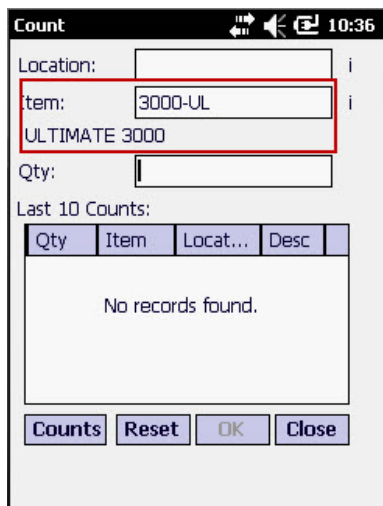 Count 10:36
Location: i
Item: 3000-UL i
ULTIMATE 3000
Qty:
Last 10 Counts:
Qty Item Locat... Desc
No records found.
Counts Reset OK Close